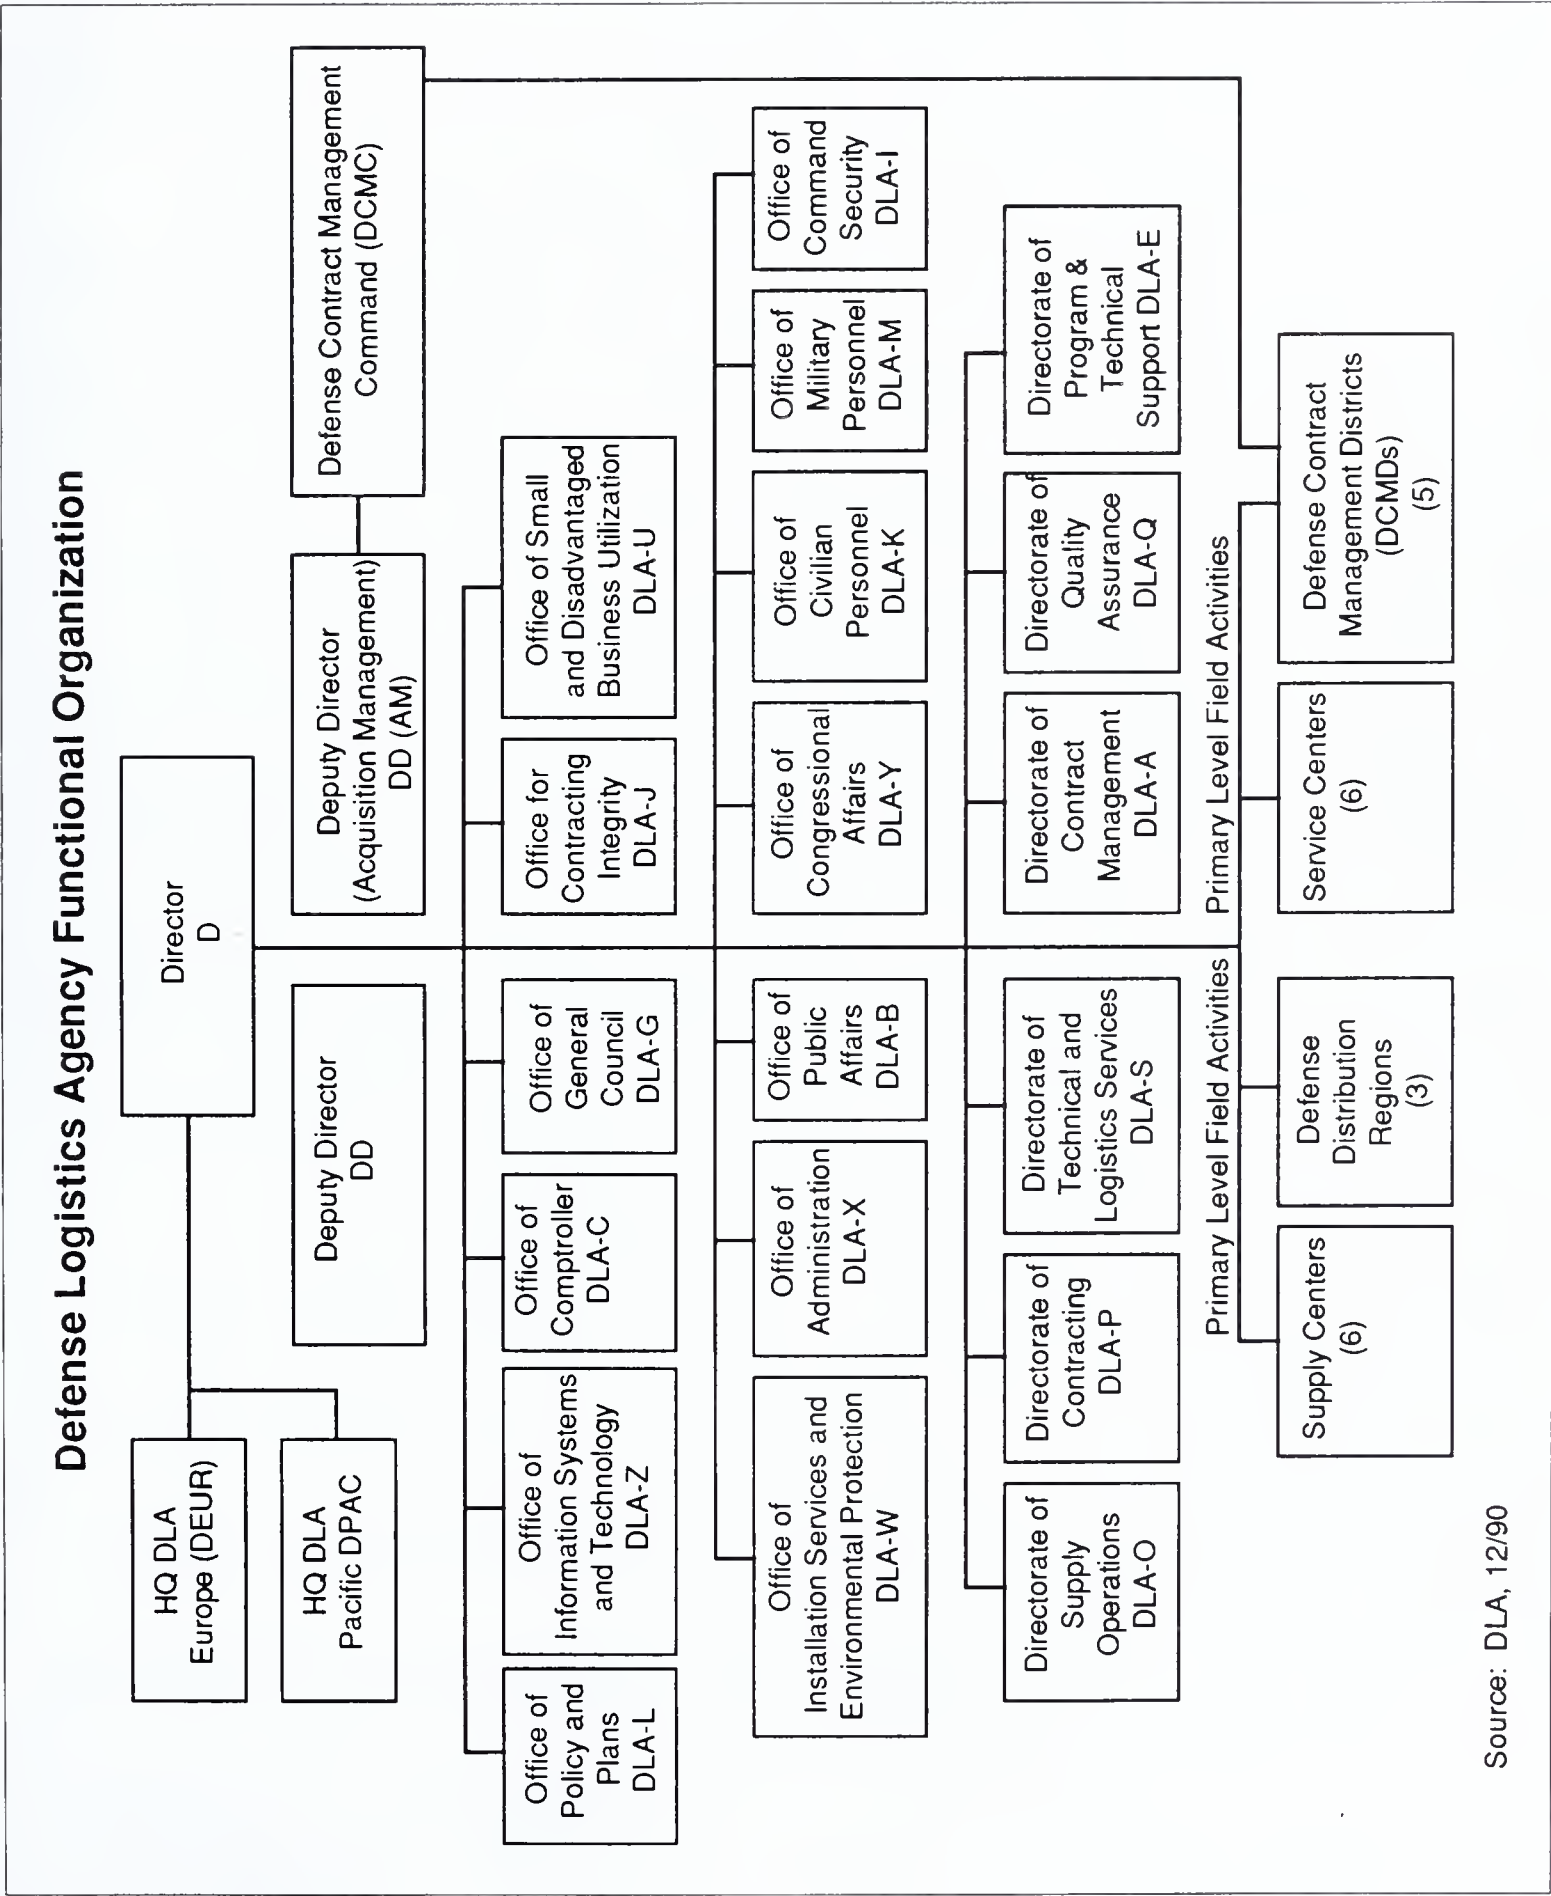 Defense Logistics Agency Functional Organization
Director
D
HQ DLA
Europe (DEUR)
HQ DLA
Pacific DPAC
Deputy Director
DD
Deputy Director
(Acquisition Management)
DD (AM)
Defense Contract Management
Command (DCMC)
Office of
Policy and
Plans
DLA-L
Office of
Information Systems
and Technology
DLA-Z
Office of
Comptroller
DLA-C
Office of
General
Council
DLA-G
Office for
Contracting
Integrity
DLA-J
Office of Small
and Disadvantaged
Business Utilization
DLA-U
Office of
Installation Services and
Environmental Protection
DLA-W
Office of
Administration
DLA-X
Office of
Public
Affairs
DLA-B
Office of
Congressional
Affairs
DLA-Y
Office of
Civilian
Personnel
DLA-K
Office of
Military
Personnel
DLA-M
Office of
Command
Security
DLA-I
Directorate of
Supply
Operations
DLA-O
Directorate of
Contracting
DLA-P
Directorate of
Technical and
Logistics Services
DLA-S
Directorate of
Contract
Management
DLA-A
Directorate of
Quality
Assurance
DLA-Q
Directorate of
Program &
Technical
Support DLA-E
Primary Level Field Activities
Primary Level Field Activities
Supply Centers
(6)
Defense
Distribution
Regions
(3)
Service Centers
(6)
Defense Contract
Management Districts
(DCMDs)
(5)
Source: DLA, 12/90